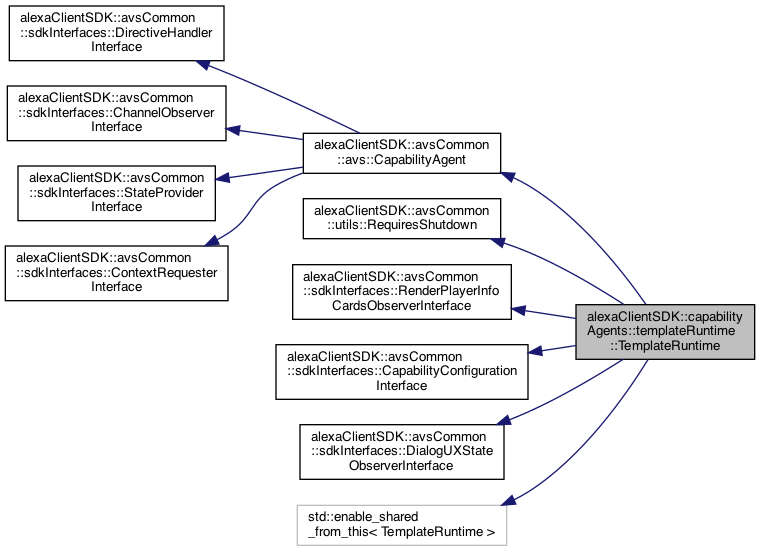 alexaClientSDK::avsCommon
::sdkInterfaces::DirectiveHandler
Interface
alexaClientSDK::avsCommon
::sdkInterfaces::ChannelObserver
Interface
alexaClientSDK::avsCommon
::sdkInterfaces::StateProvider
Interface
alexaClientSDK::avsCommon
::sdkInterfaces::ContextRequester
Interface
alexaClientSDK::avsCommon
::avs::CapabilityAgent
alexaClientSDK::avsCommon
::utils::RequiresShutdown
alexaClientSDK::avsCommon
::sdkInterfaces::RenderPlayerInfo
CardsObserverInterface
alexaClientSDK::avsCommon
::sdkInterfaces::CapabilityConfiguration
Interface
alexaClientSDK::avsCommon
::sdkInterfaces::DialogUXState
ObserverInterface
std::enable_shared
_from_this< TemplateRuntime >
alexaClientSDK::capability
Agents::templateRuntime
::TemplateRuntime